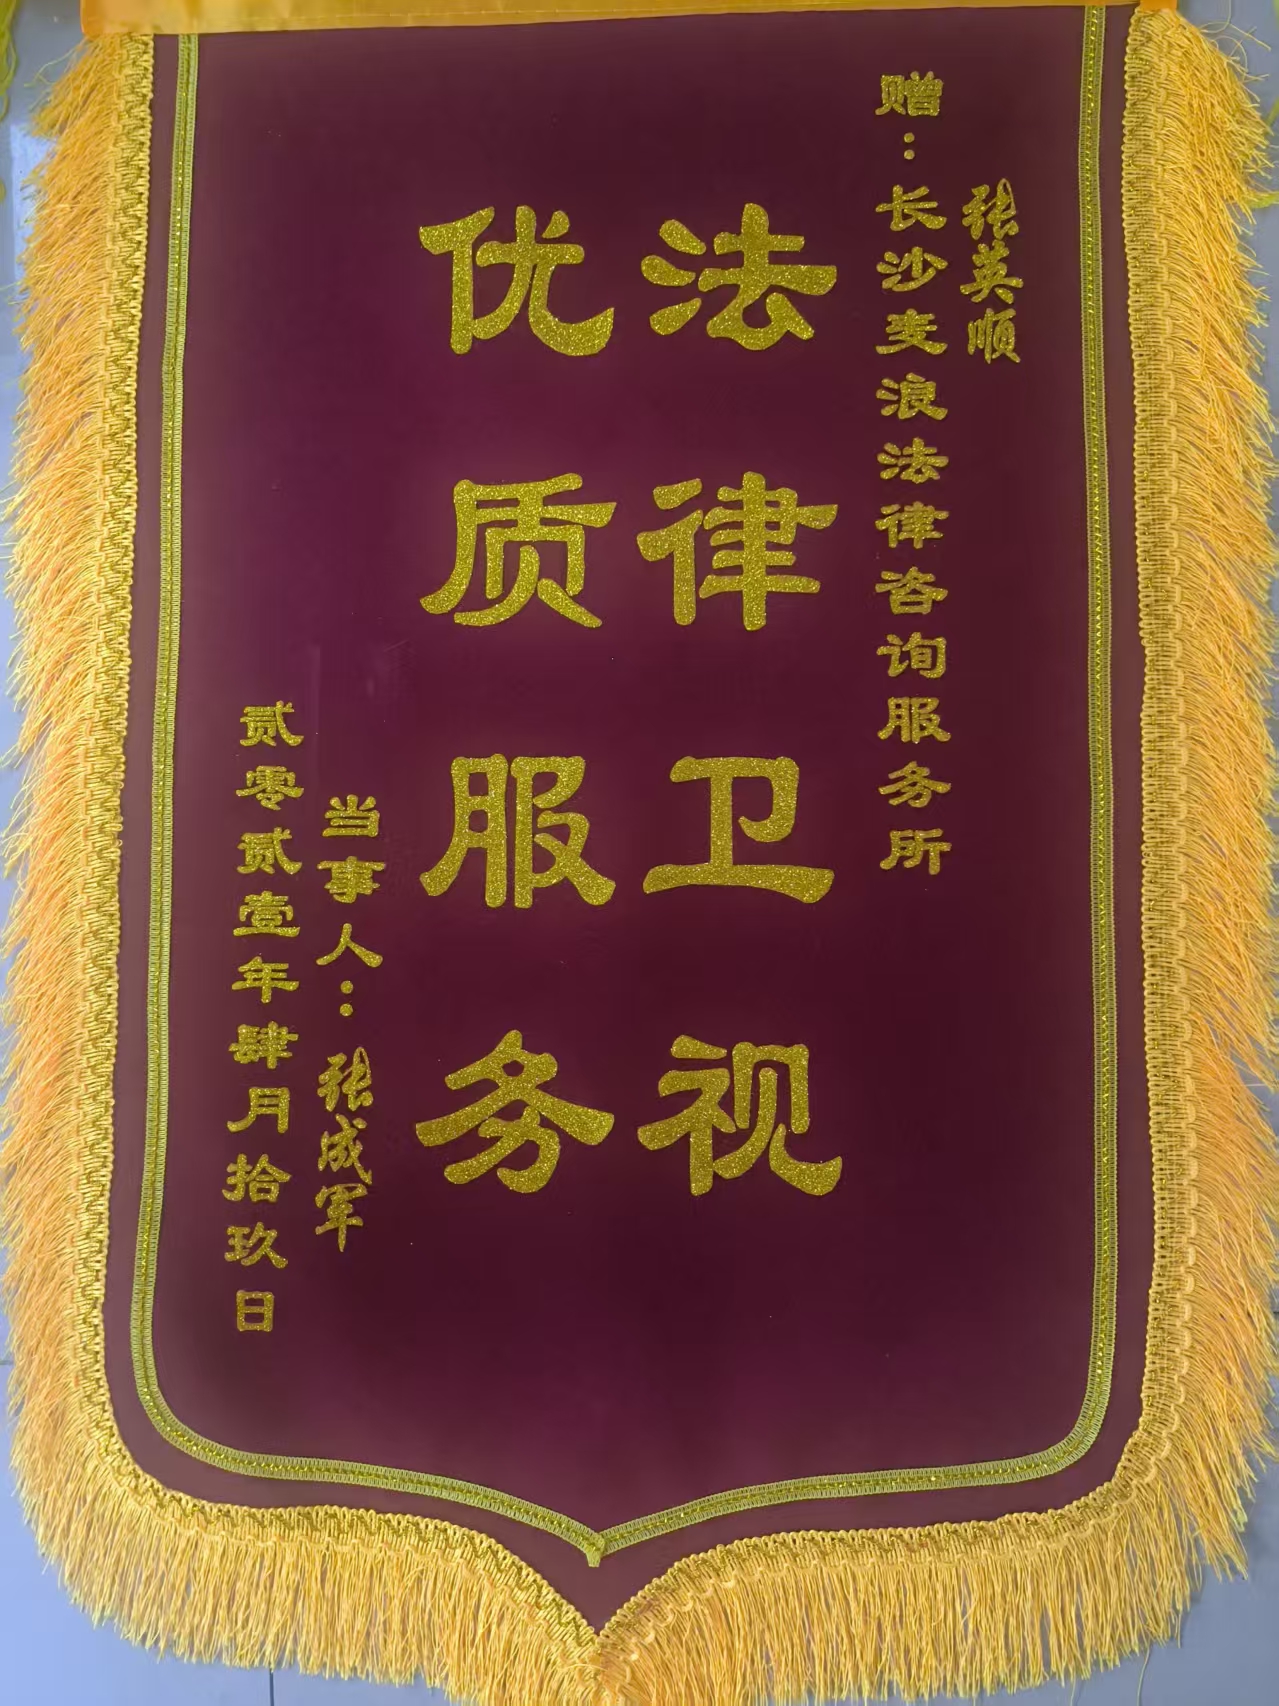 张英顺
赠：长沙变浪法律咨询服务所
法律卫视
优质服务
当事人：张成军
贰零贰壹年肆月拾玖日